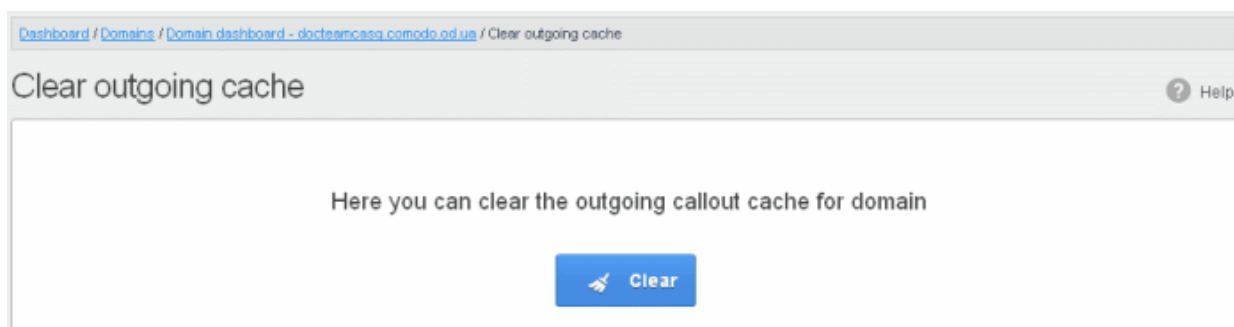 Dashboard / Domains / Domain dashboard - docteamcasg.comodo.od.ua / Clear outgoing cache
Clear outgoing cache
? Help
Here you can clear the outgoing callout cache for domain
Clear